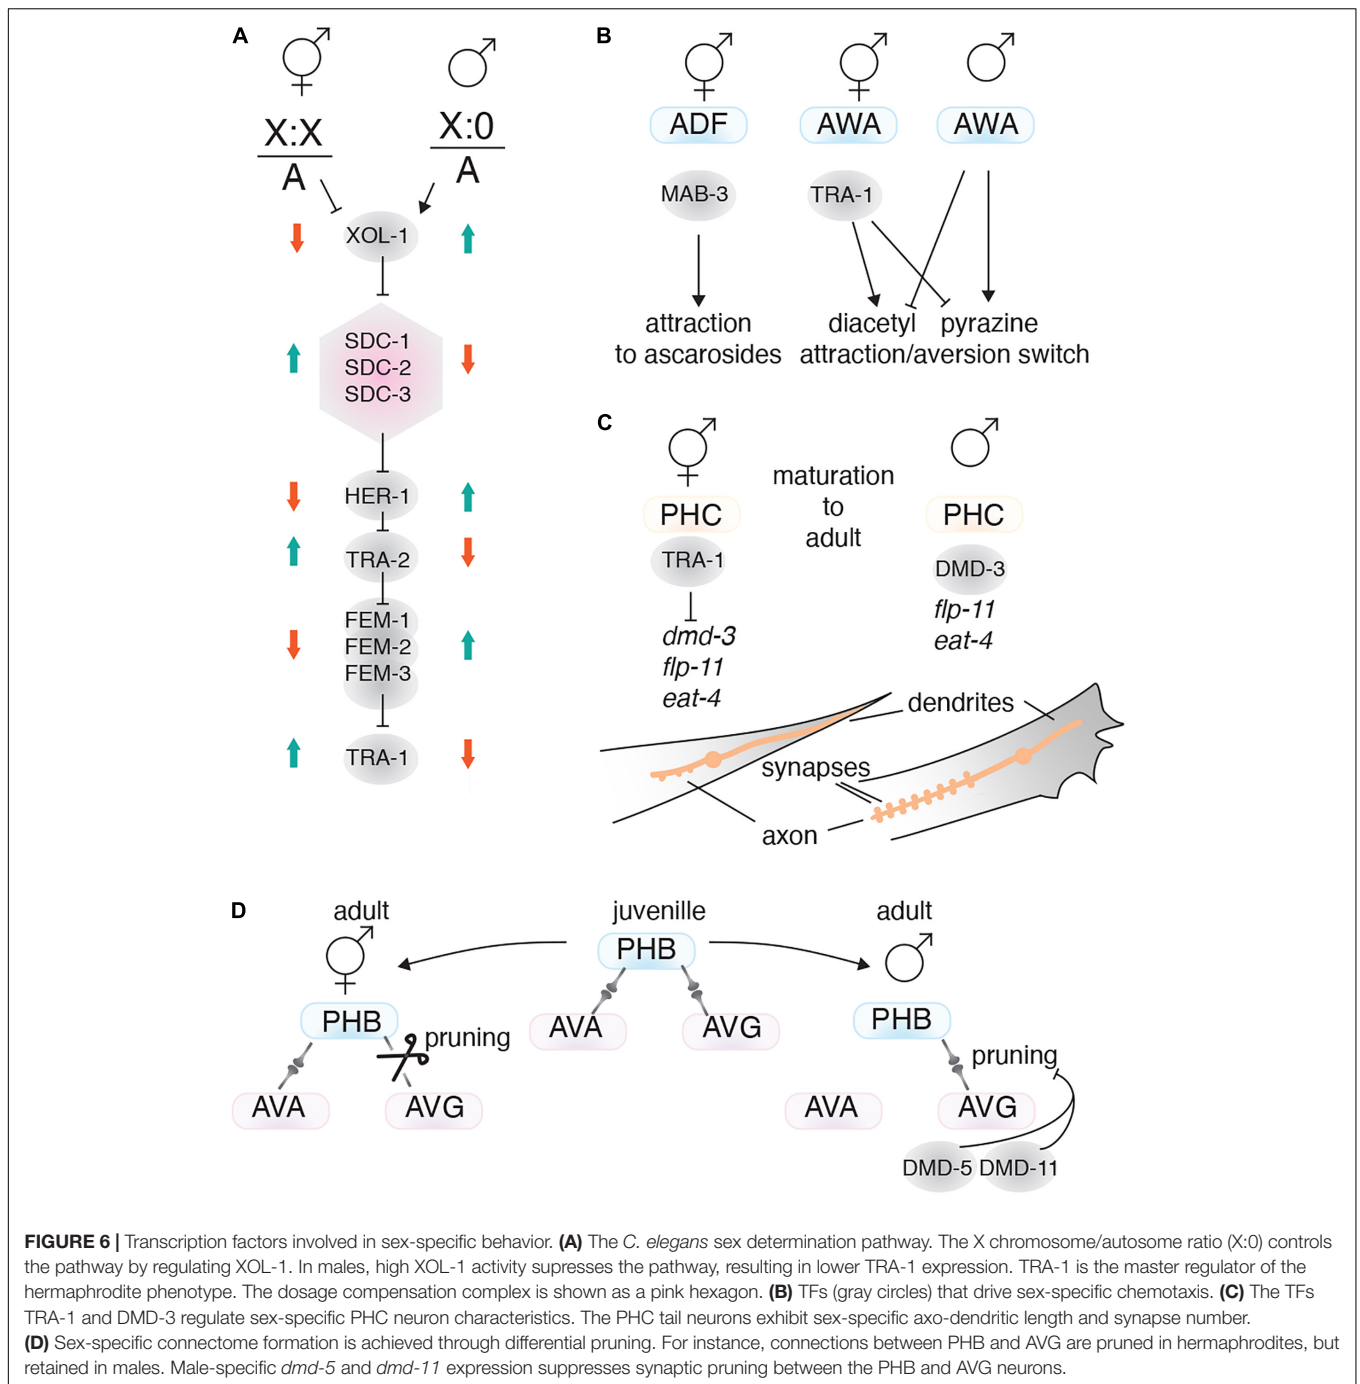 A
X:X
A
X:0
A
XOL-1
SDC-1
SDC-2
SDC-3
HER-1
TRA-2
FEM-1
FEM-2
FEM-3
TRA-1
B
ADF
AWA
AWA
MAB-3
TRA-1
attraction
to ascarosides
diacetyl pyrazine
attraction/aversion switch
C
PHC
TRA-1
dmd-3
flp-11
eat-4
maturation
to
adult
PHC
DMD-3
flp-11
eat-4
dendrites
synapses
axon
D
adult
juvenille
adult
PHB
AVA
AVG
PHB
pruning
AVA
AVG
PHB
pruning
AVA
AVG
DMD-5 DMD-11
FIGURE 6 | Transcription factors involved in sex-specific behavior. (A) The C. elegans sex determination pathway. The X chromosome/autosome ratio (X:0) controls
the pathway by regulating XOL-1. In males, high XOL-1 activity supresses the pathway, resulting in lower TRA-1 expression. TRA-1 is the master regulator of the
hermaphrodite phenotype. The dosage compensation complex is shown as a pink hexagon. (B) TFs (gray circles) that drive sex-specific chemotaxis. (C) The TFs
TRA-1 and DMD-3 regulate sex-specific PHC neuron characteristics. The PHC tail neurons exhibit sex-specific axo-dendritic length and synapse number.
(D) Sex-specific connectome formation is achieved through differential pruning. For instance, connections between PHB and AVG are pruned in hermaphrodites, but
retained in males. Male-specific dmd-5 and dmd-11 expression suppresses synaptic pruning between the PHB and AVG neurons.